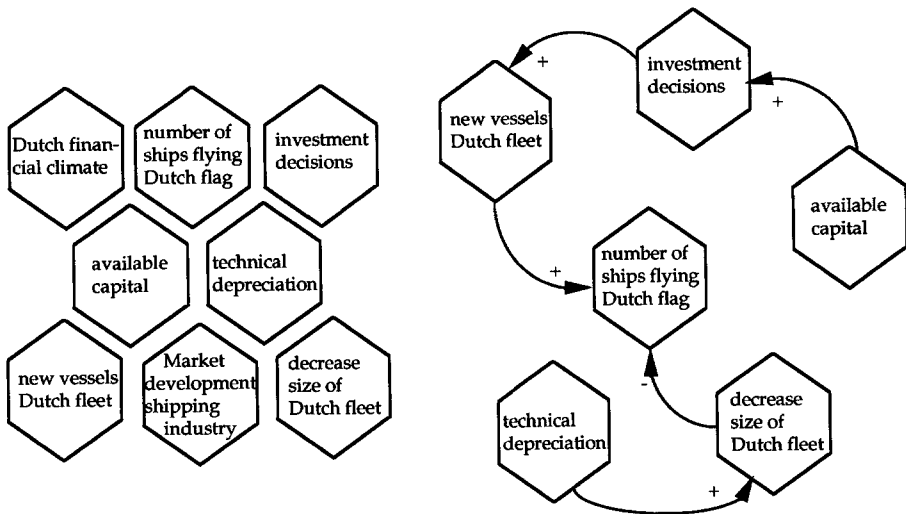 Dutch finan-
cial climate
number of
ships flying
Dutch flag
investment
decisions
available
capital
technical
depreciation
new vessels
Dutch fleet
Market
development
shipping
industry
decrease
size of
Dutch fleet
+
investment
decisions
+
new vessels
Dutch fleet
available
capital
+
number of
ships flying
Dutch flag
-
technical
depreciation
decrease
size of
Dutch fleet
+